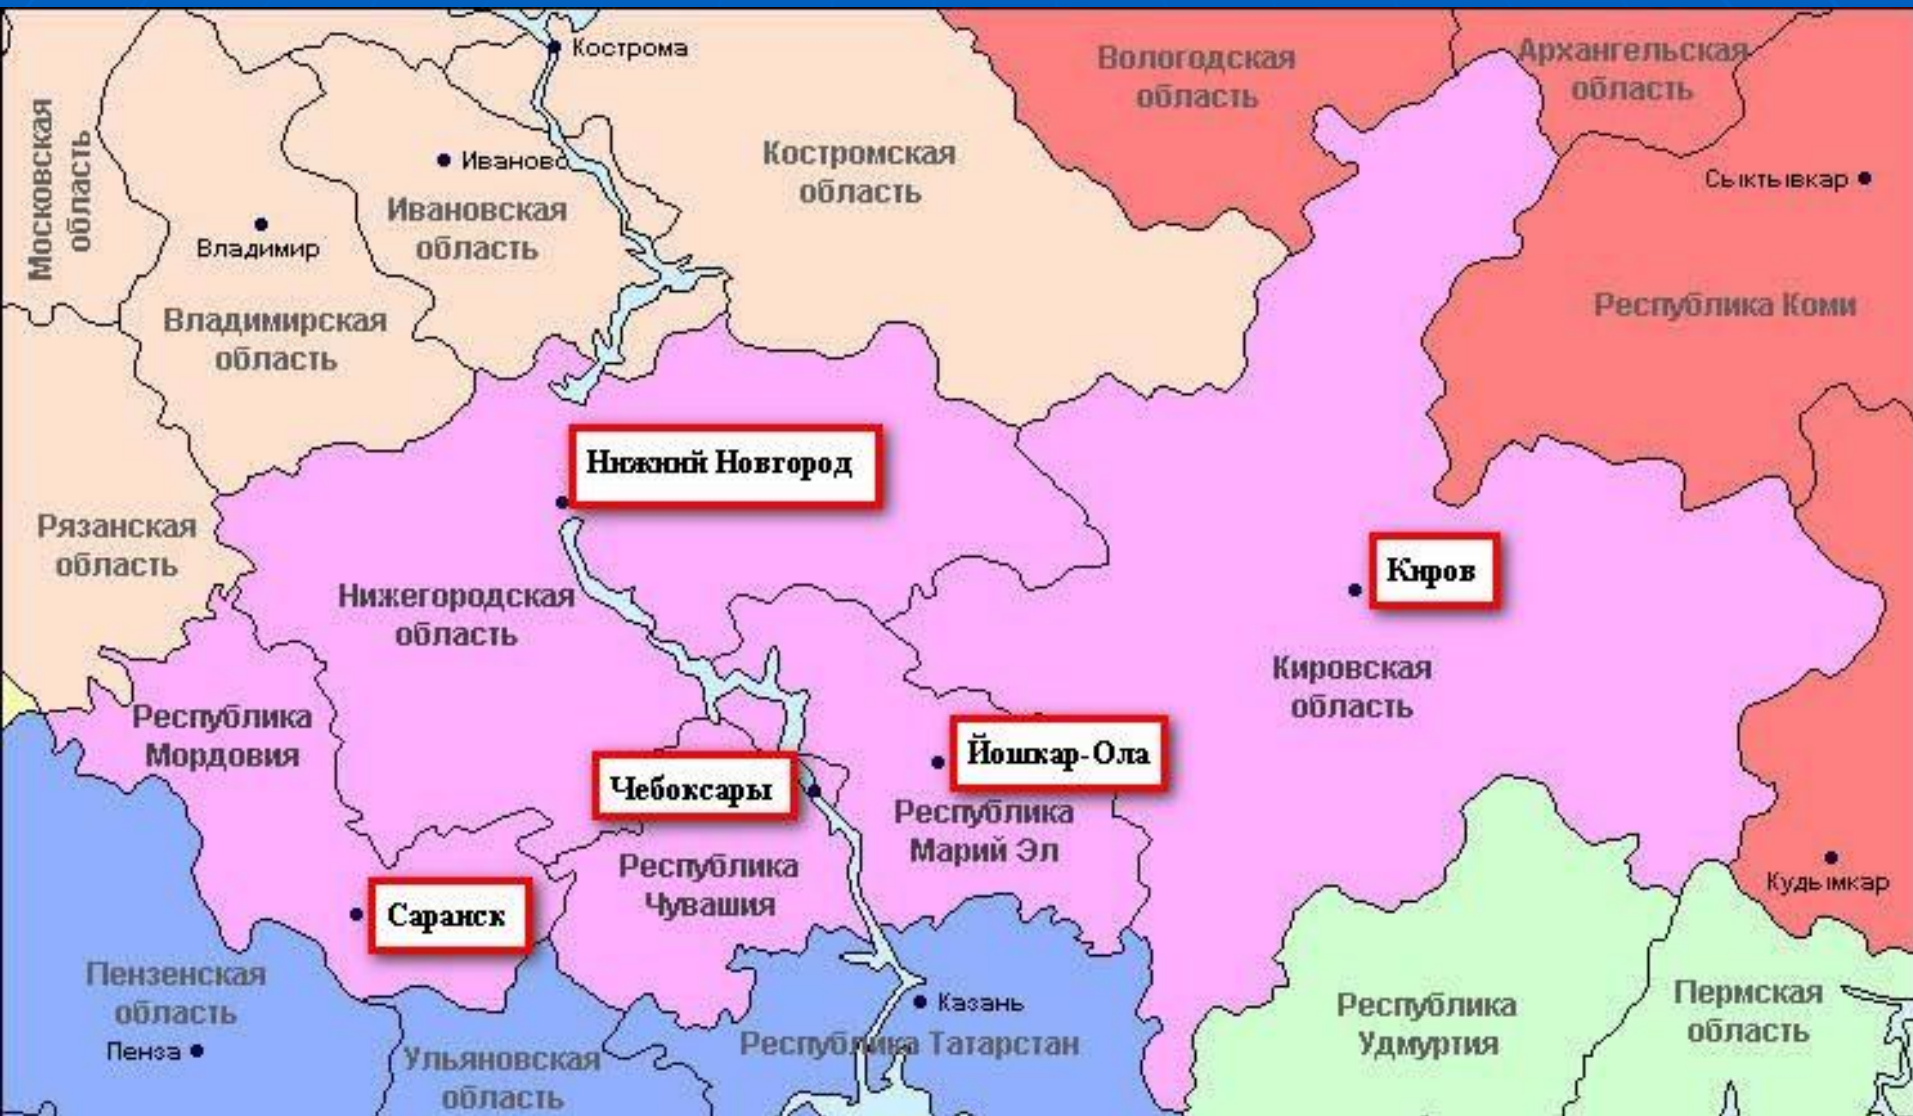 Кострома
Вологодская
область
Архангельская
область
Московская
область
Иваново
Костромская
область
Сыктывкар
Ивановская
область
Владимир
Владимирская
область
Республика Коми
Нижний Новгород
Рязанская
область
Киров
Нижегородская
область
Кировская
область
Республика
Мордовия
Йошкар-Ола
Чебоксары
Республика
Марий Эл
Республика
Чувашия
Кудымкар
Саранск
Пензенская
область
Пенза
Казань
Республика Татарстан
Ульяновская
область
Республика
Удмуртия
Пермская
область